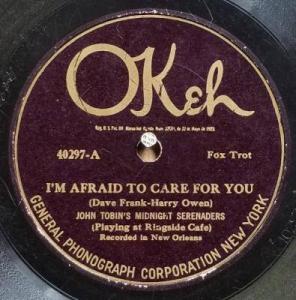 OKeh
40297-A
Fox Trot
I'M AFRAID TO CARE FOR YOU
(Dave Frank-Harry Owen)
JOHN TOBIN'S MIDNIGHT SERENADERS
(Playing at Ringside Cafe)
Recorded in New Orleans
GENERAL PHONOGRAPH CORPORATION NEW YORK